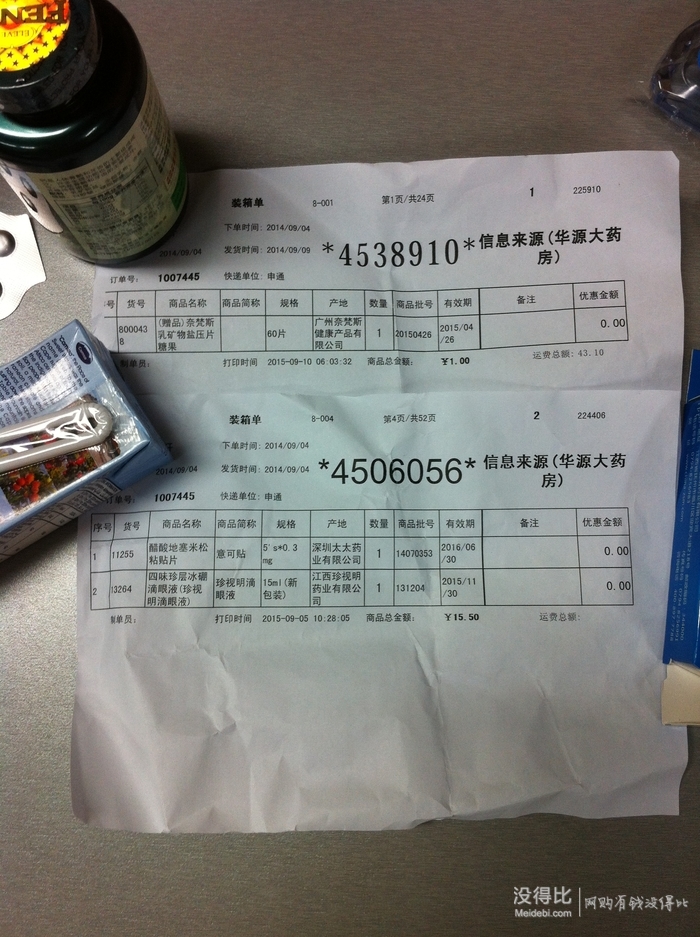 装箱单 8-001 第1页/共24页 1 225910
下单时间: 2014/09/04
2014/09/04 发货时间: 2014/09/09 *4538910* 信息来源(华源大药
房)
订单号: 1007445 快递单位: 申通
号 货号 商品名称 商品简称 规格 产地 数量 商品批号 有效期 备注 优惠金额
800043 (赠品)奈梵斯 广州奈梵斯 2015/04
8 乳矿物盐压片 60片 健康产品有 1 20150426 /26 0.00
糖果 限公司
制单员: 打印时间 2015-09-10 06:03:32 商品总金额: ¥1.00 运费总额: 43.10
装箱单 8-004 第4页/共52页 2 224406
下单时间: 2014/09/04
2014/09/04 发货时间: 2014/09/04 *4506056* 信息来源(华源大药
房)
订单号: 1007445 快递单位: 申通
序号 货号 商品名称 商品简称 规格 产地 数量 商品批号 有效期 备注 优惠金额
1 11255 醋酸地塞米松 意可贴 5's*0.3 深圳太太药 1 14070353 2016/06 0.00
粘贴片 mg 业有限公司 /30
2 13264 四味珍层冰硼 珍视明滴 15ml(新 江西珍视明 1 131204 2015/11 0.00
滴眼液(珍视 眼液 包装) 药业有限公 /30
明滴眼液) 司
制单员: 打印时间 2015-09-05 10:28:05 商品总金额: ¥15.50 运费总额:
没得比 网购有钱没得比
Meidebi.com